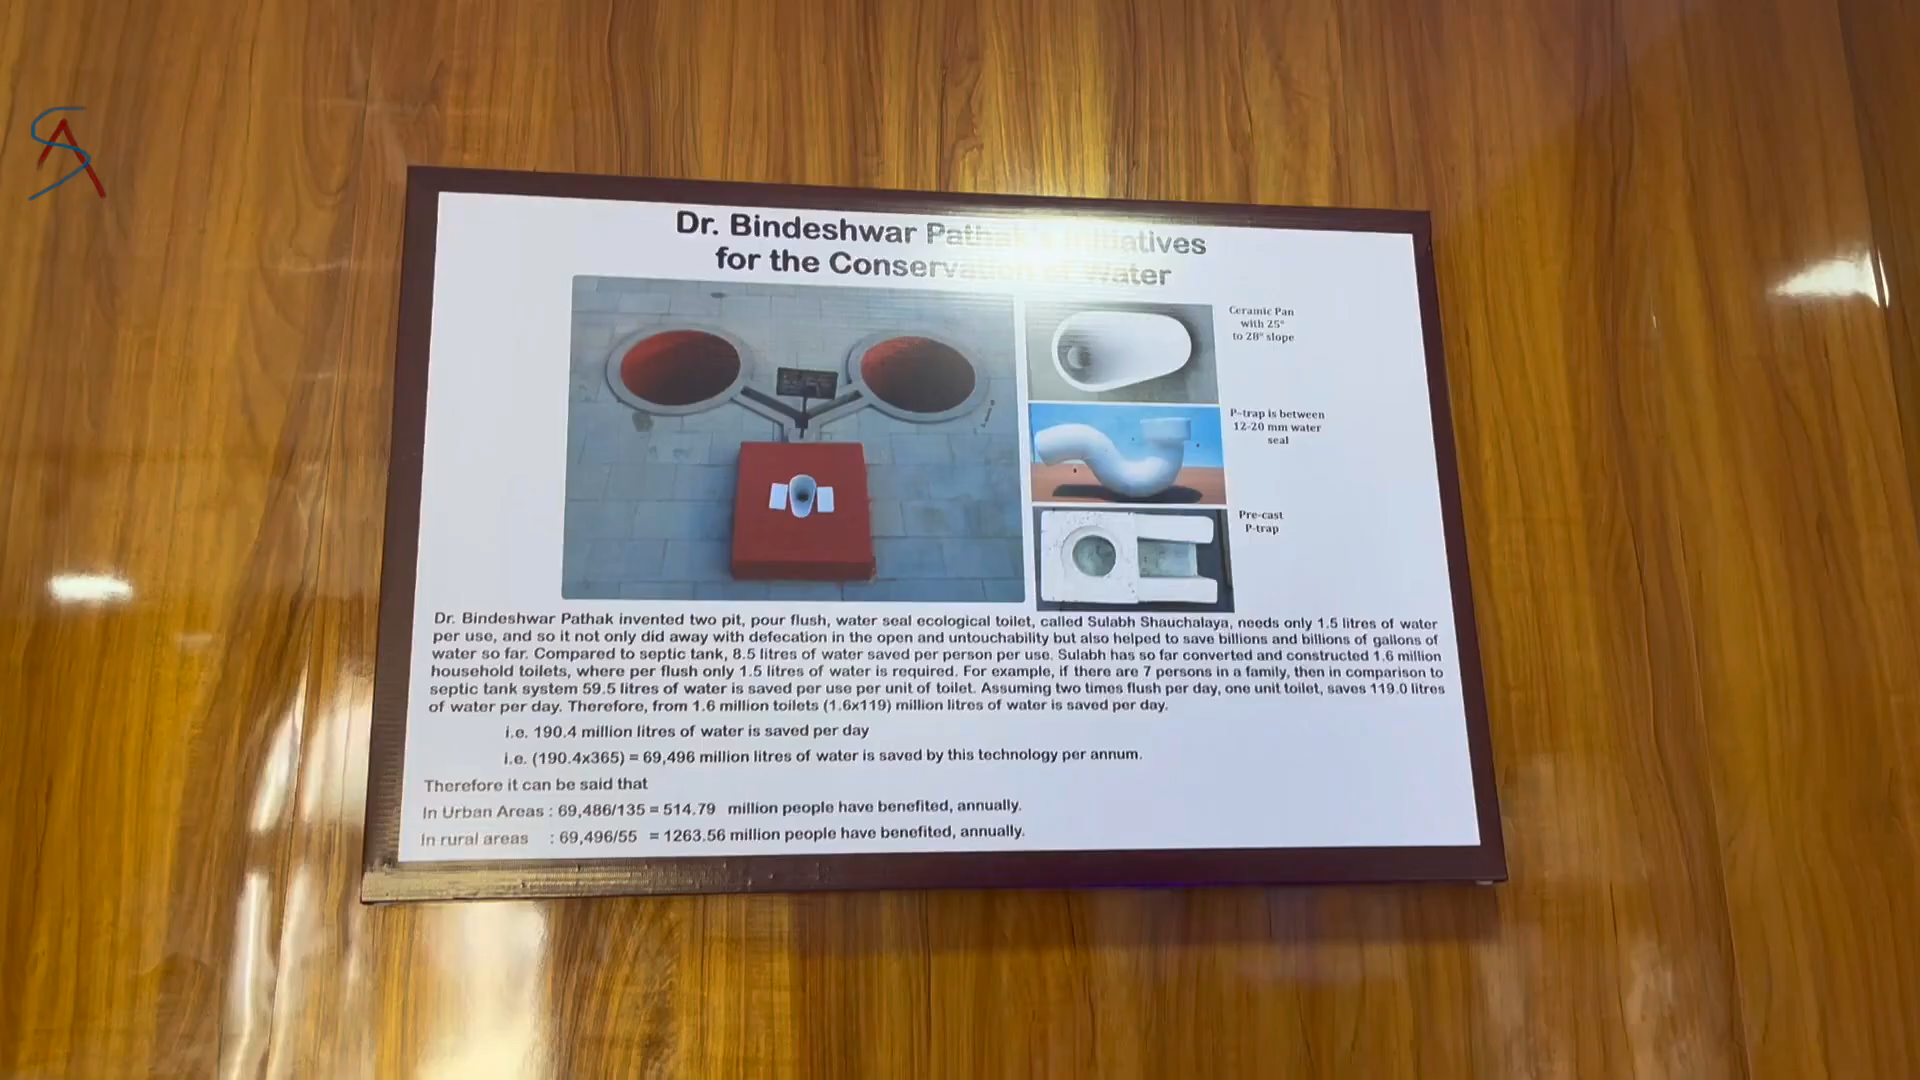 Dr. Bindeshwar Pathak's Initiatives
for the Conservation of Water
Ceramic Pan
with 25°
to 28° slope
P-trap is between
12-20 mm water
seal
Pre-cast
P-trap
Dr. Bindeshwar Pathak invented two pit, pour flush, water seal ecological toilet, called Sulabh Shauchalaya, needs only 1.5 litres of water
per use, and so it not only did away with defecation in the open and untouchability but also helped to save billions and billions of gallons of
water so far. Compared to septic tank, 8.5 litres of water saved per person per use. Sulabh has so far converted and constructed 1.6 million
household toilets, where per flush only 1.5 litres of water is required. For example, if there are 7 persons in a family, then in comparison to
septic tank system 59.5 litres of water is saved per use per unit of toilet. Assuming two times flush per day, one unit toilet, saves 119.0 litres
of water per day. Therefore, from 1.6 million toilets (1.6x119) million litres of water is saved per day.
i.e. 190.4 million litres of water is saved per day
i.e. (190.4x365) = 69,496 million litres of water is saved by this technology per annum.
Therefore it can be said that
In Urban Areas : 69,486/135 = 514.79 million people have benefited, annually.
In rural areas : 69,496/55 = 1263.56 million people have benefited, annually.